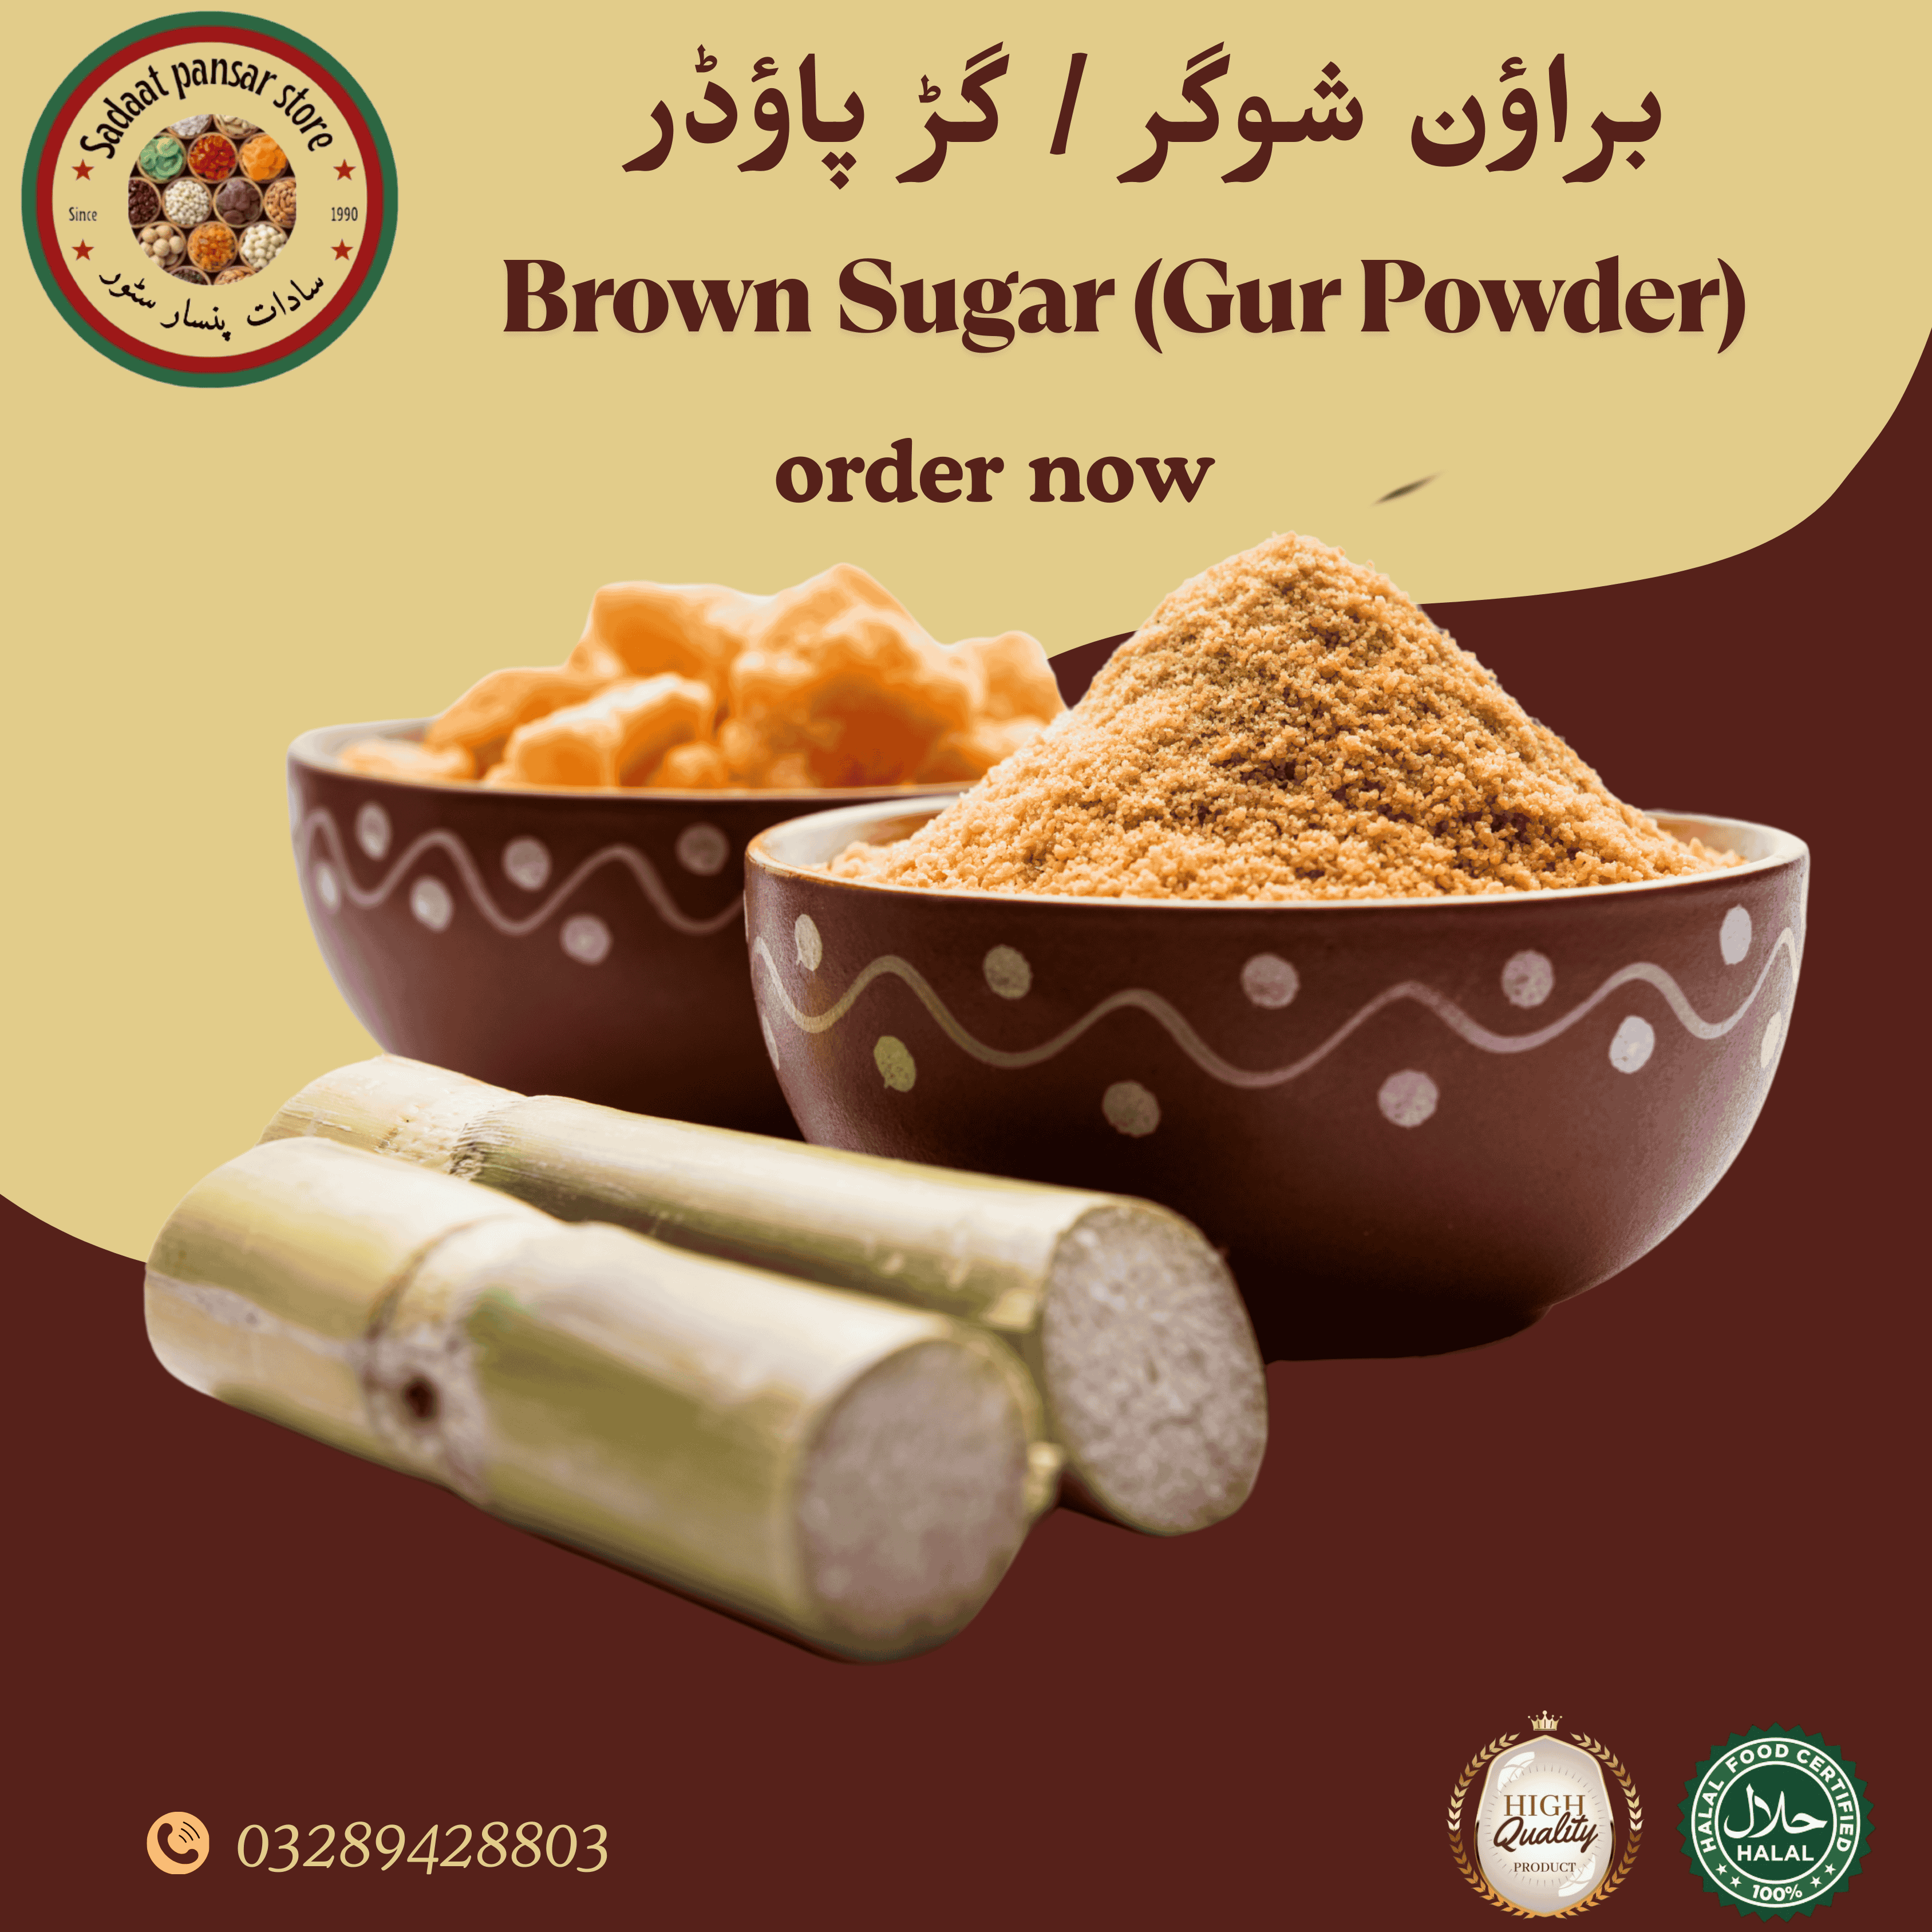 Sadaat pansar store
Since 1990
سادات پنسار سٹور
براؤن شوگر / گڑ پاؤڈر
Brown Sugar (Gur Powder)
order now
03289428803
HIGH
Quality
PRODUCT
HALAL FOOD CERTIFIED
حلال
HALAL
100%